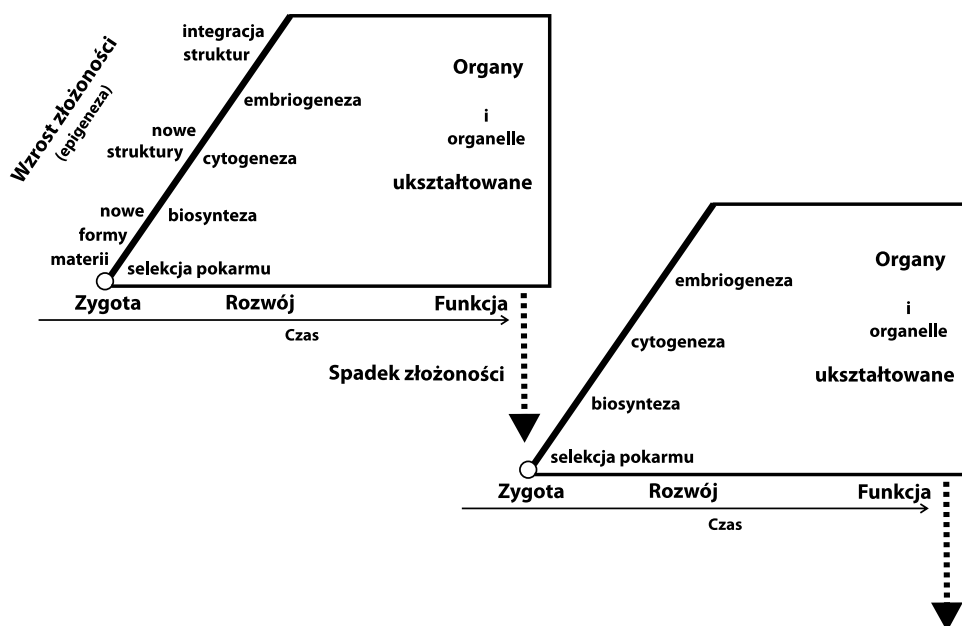 integracja
struktur
Wzrost złożoności
(epigeneza)
embriogeneza
nowe
struktury
cytogeneza
nowe
formy
materii
biosynteza
selekcja pokarmu
Organy
i
organelle
ukształtowane
Zygota
Rozwój
Funkcja
Czas
Spadek złożoności
embriogeneza
cytogeneza
biosynteza
selekcja pokarmu
Organy
i
organelle
ukształtowane
Zygota
Rozwój
Funkcja
Czas